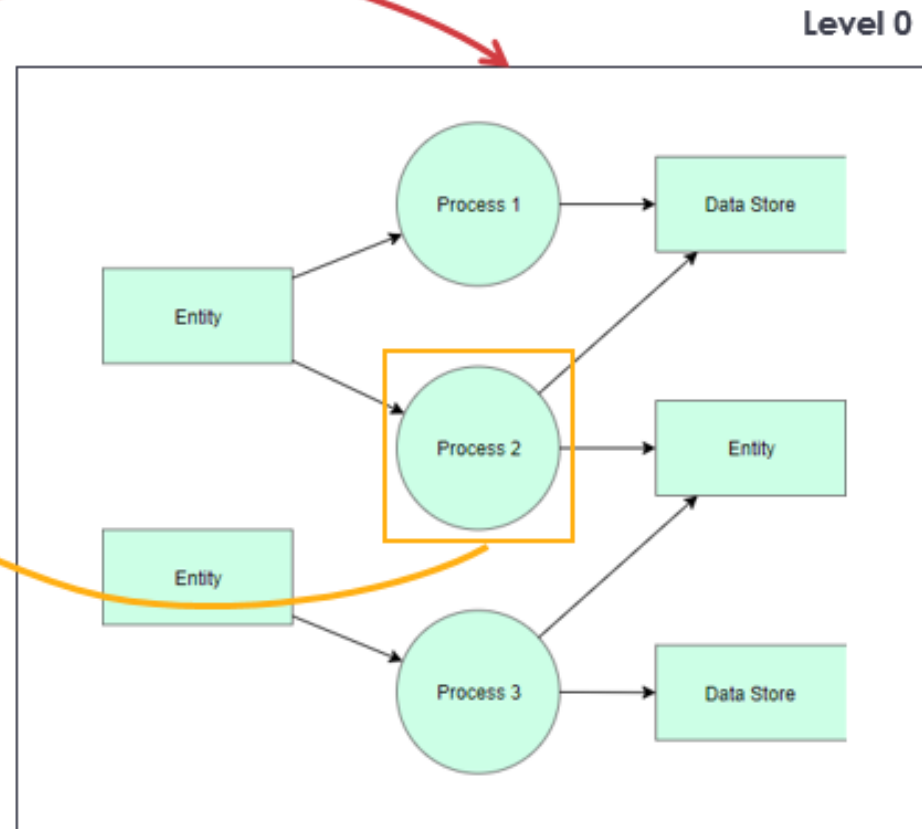 Level 0
Process 1
Data Store
Entity
Process 2
Entity
Entity
Process 3
Data Store